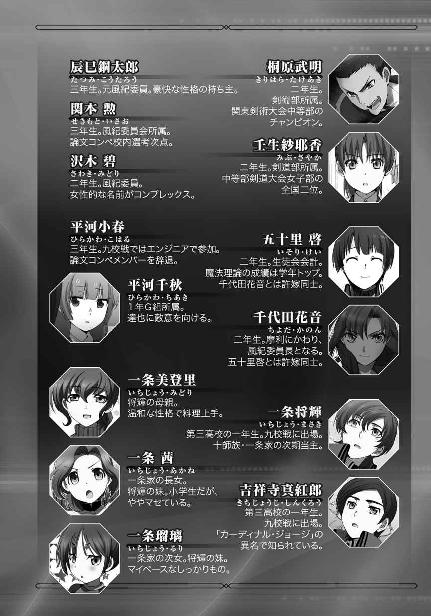 辰巳鋼太郎
たつみ・こうたろう
三年生。元風紀委員。豪快な性格の持ち主。
関本 勲
せきもと・いさお
三年生。風紀委員会所属。
論文コンペ校内選考次点。
沢木 碧
さわき・みどり
二年生。風紀委員。
女性的な名前がコンプレックス。
桐原武明
きりはら・たけあき
二年生。
剣術部所属。
関東剣術大会中等部の
チャンピオン。
壬生紗耶香
みぶ・さやか
二年生。剣道部所属。
中等部剣道大会女子部の
全国二位。
平河小春
ひらかわ・こはる
三年生。九校戦ではエンジニアで参加。
論文コンペメンバーを辞退。
平河千秋
ひらかわ・ちあき
1年G組所属。
達也に敵意を向ける。
五十里 啓
いそり・けい
二年生。生徒会会計。
魔法理論の成績は学年トップ。
千代田花音とは許嫁同士。
千代田花音
ちよだ・かのん
二年生。摩利にかわり、
風紀委員長となる。
五十里啓とは許嫁同士。
一条美登里
いちじょう・みどり
将輝の母親。
温和な性格で料理上手。
一条 茜
いちじょう・あかね
一条家の長女。
将輝の妹。小学生だが、
ややマセている。
一条瑠璃
いちじょう・るり
一条家の次女。将輝の妹。
マイペースなしっかりもの。
一条将輝
いちじょう・まさき
第三高校の一年生。九校戦に出場。
十師族・一条家の次期当主。
吉祥寺真紅郎
きちじょうじ・しんくろう
第三高校の一年生。
九校戦に出場。
「カーディナル・ジョージ」の
異名で知られている。